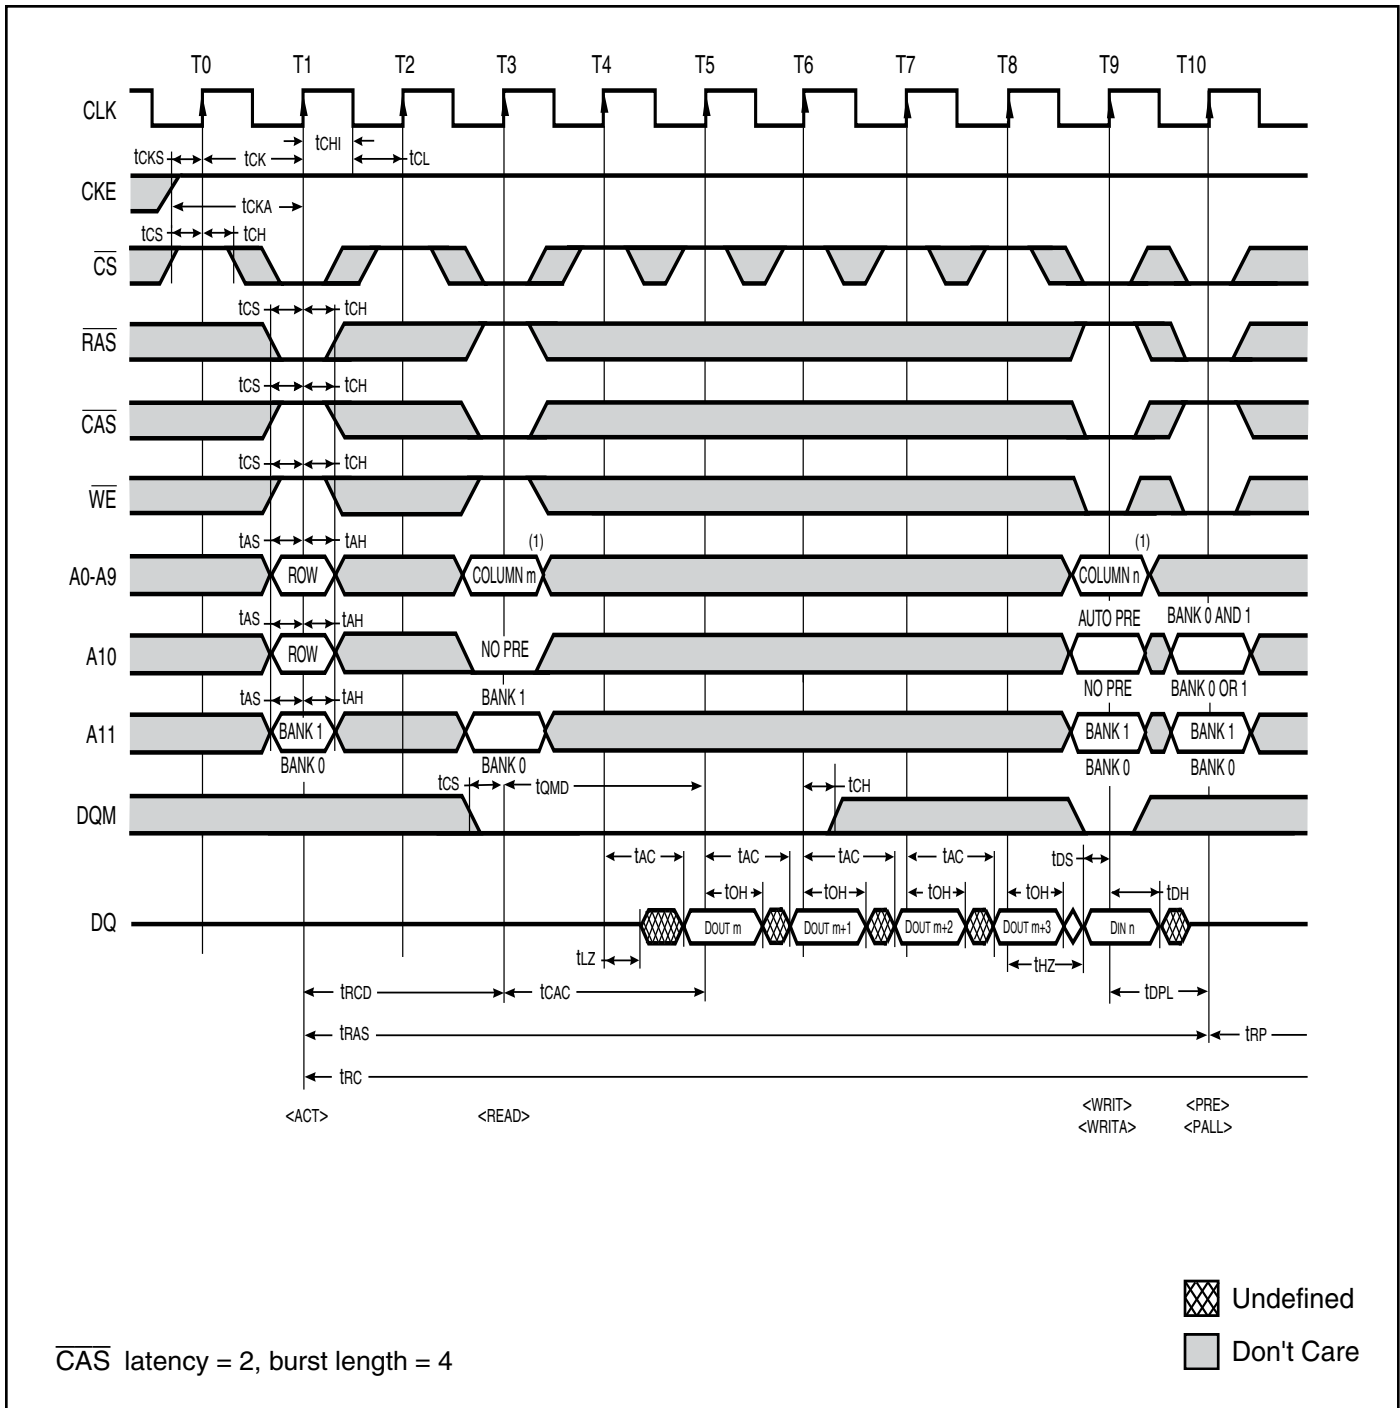 T0 T1 T2 T3 T4 T5 T6 T7 T8 T9 T10
CLK
tCHI
tCKS tCK tCL
CKE
tCKA
tCS tCH
CS
tCS tCH
RAS
tCS tCH
CAS
tCS tCH
WE
tAS tAH (1) (1)
A0-A9 ROW COLUMN m COLUMN n
tAS tAH AUTO PRE BANK 0 AND 1
A10 ROW NO PRE
tAS tAH BANK 1 NO PRE BANK 0 OR 1
A11 BANK 1 BANK 1 BANK 1
BANK 0 BANK 0 BANK 0 BANK 0
tCS tQMD tCH
DQM
tAC tAC tAC tAC tDS
tOH tOH tOH tOH tDH
DQ DOUT m DOUT m+1 DOUT m+2 DOUT m+3 DIN n
tLZ tHZ
tRCD tCAC tDPL
tRAS tRP
tRC
<ACT> <READ> <WRIT> <PRE>
<WRITA> <PALL>
Undefined
Don't Care
CAS latency = 2, burst length = 4